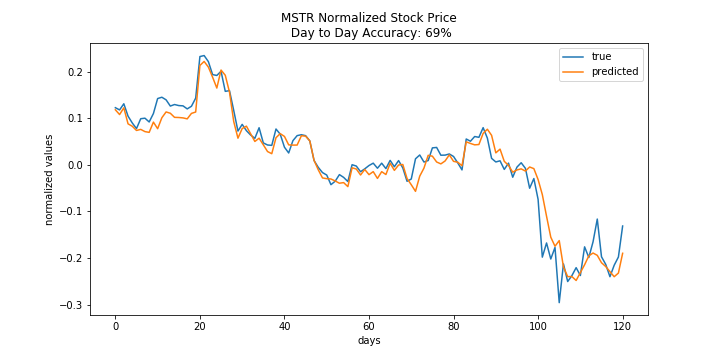 MSTR Normalized Stock Price
Day to Day Accuracy: 69%
true
predicted
normalized values
0.2
0.1
0.0
−0.1
−0.2
−0.3
0 20 40 60 80 100 120
days